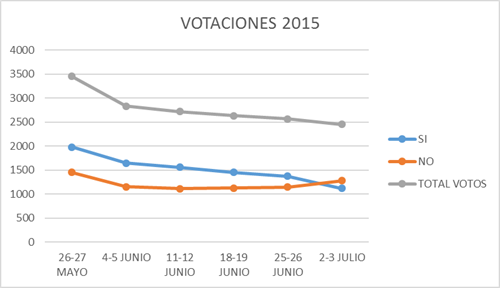 VOTACIONES 2015
4000
3500
3000
2500
2000
1500
1000
500
0
26-27
MAYO
4-5 JUNIO
11-12
JUNIO
18-19
JUNIO
25-26
JUNIO
2-3 JULIO
SI
NO
TOTAL VOTOS